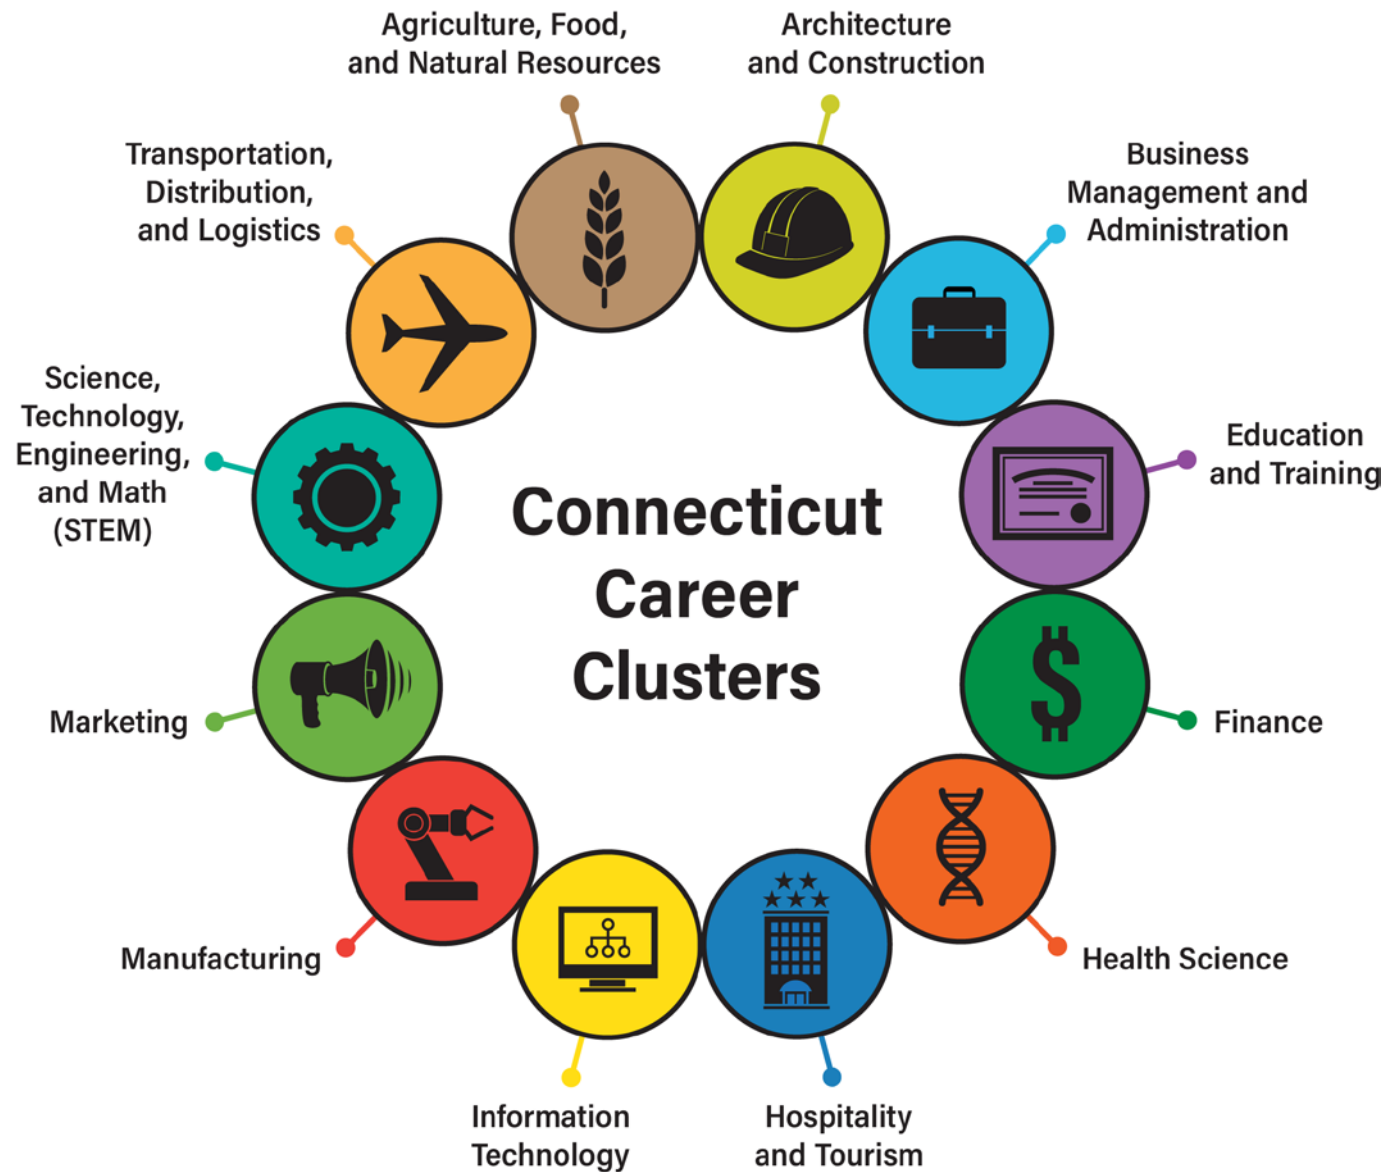 Agriculture, Food,
and Natural Resources
Architecture
and Construction
Business
Management and
Administration
Education
and Training
Finance
Health Science
Hospitality
and Tourism
Information
Technology
Manufacturing
Marketing
Science,
Technology,
Engineering,
and Math
(STEM)
Transportation,
Distribution,
and Logistics
Connecticut
Career
Clusters
$